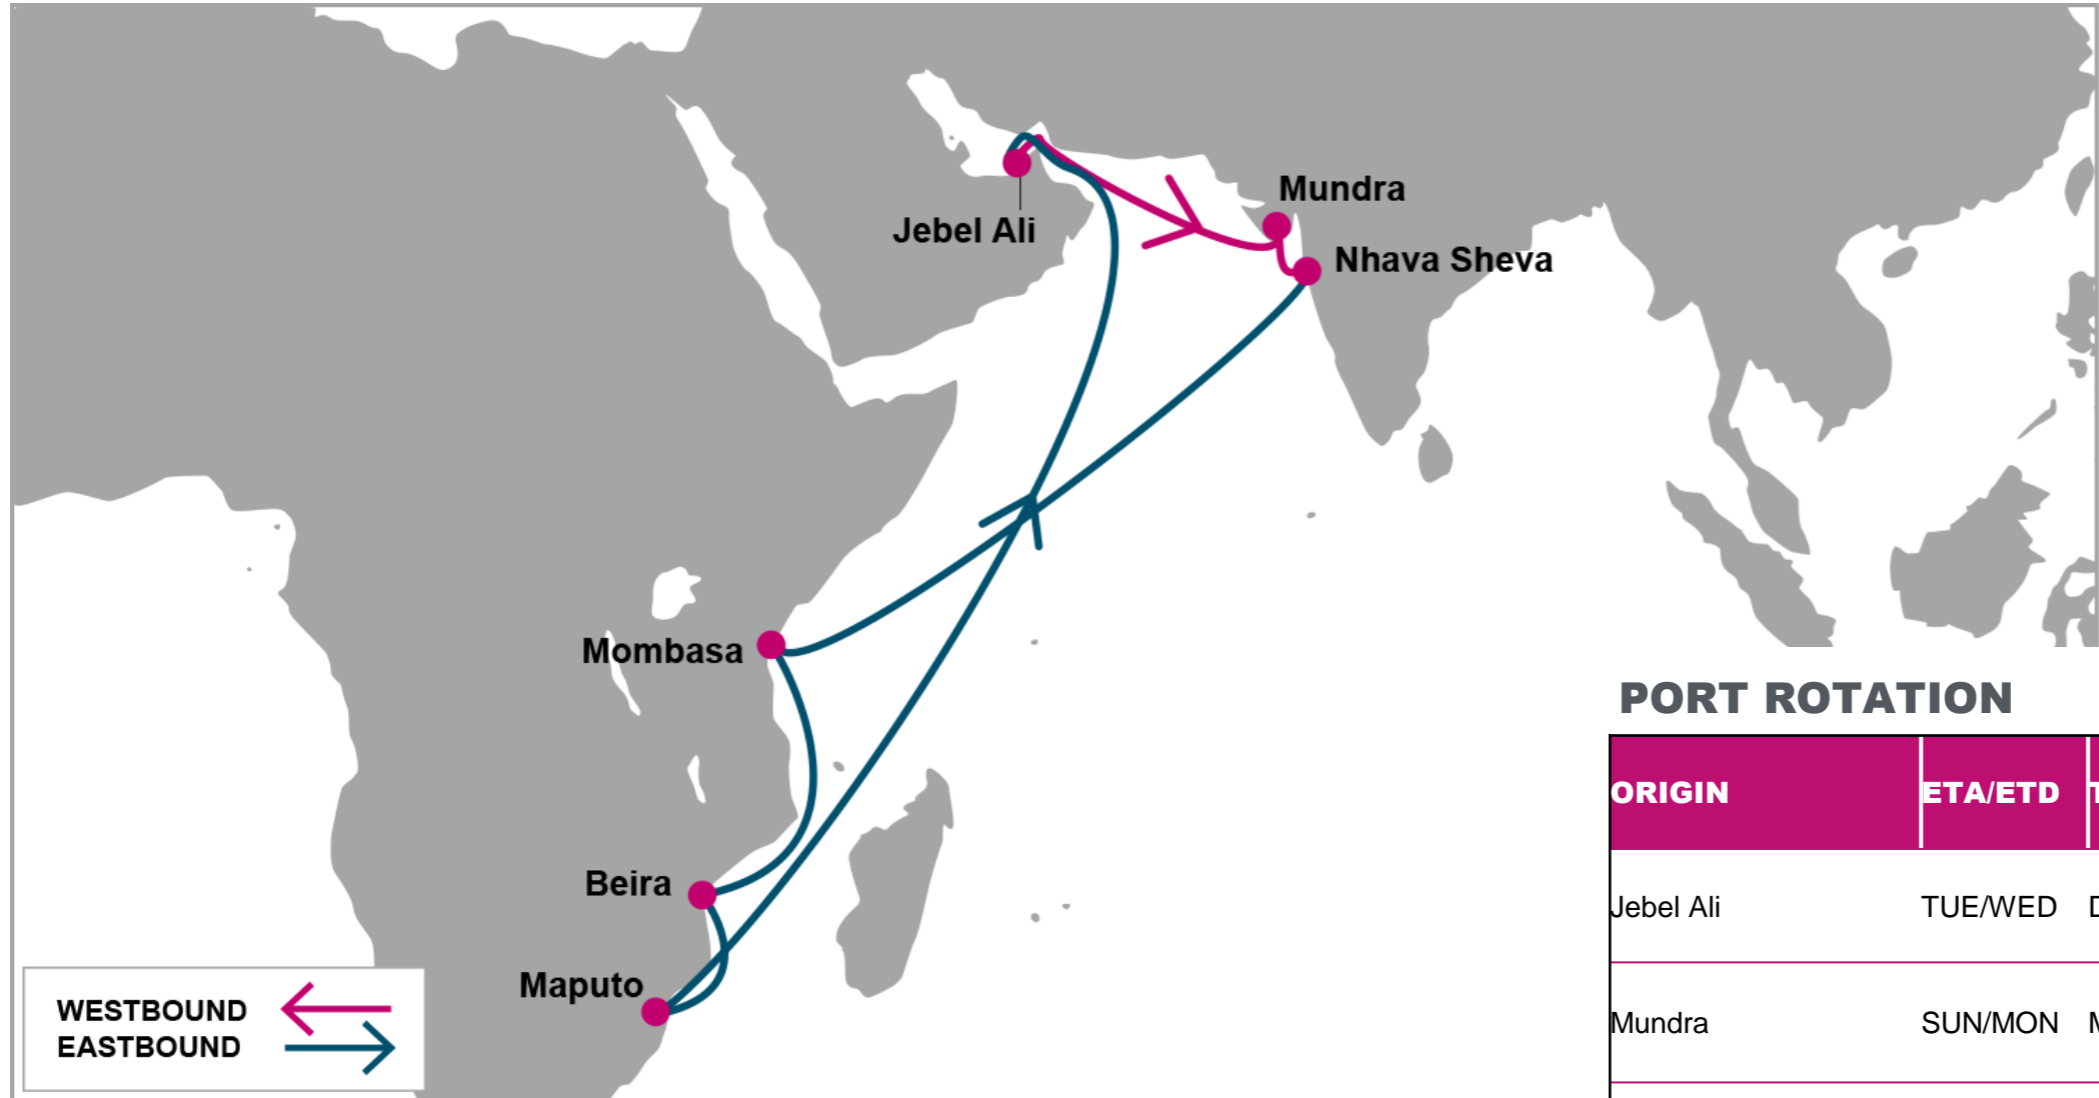 Mundra
Jebel Ali
Nhava Sheva
Mombasa
Beira
Maputo
WESTBOUND
EASTBOUND
PORT ROTATION
ORIGIN ETA/ETD
Jebel Ali TUE/WED
Mundra SUN/MON